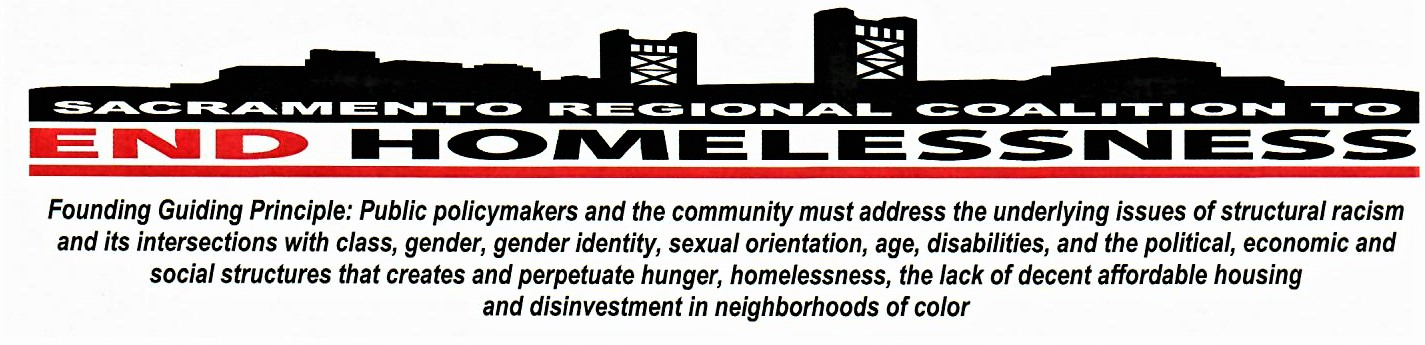 SACRAMENTO REGIONAL COALITION TO
END HOMELESSNESS
Founding Guiding Principle: Public policymakers and the community must address the underlying issues of structural racism
and its intersections with class, gender, gender identity, sexual orientation, age, disabilities, and the political, economic and
social structures that creates and perpetuate hunger, homelessness, the lack of decent affordable housing
and disinvestment in neighborhoods of color